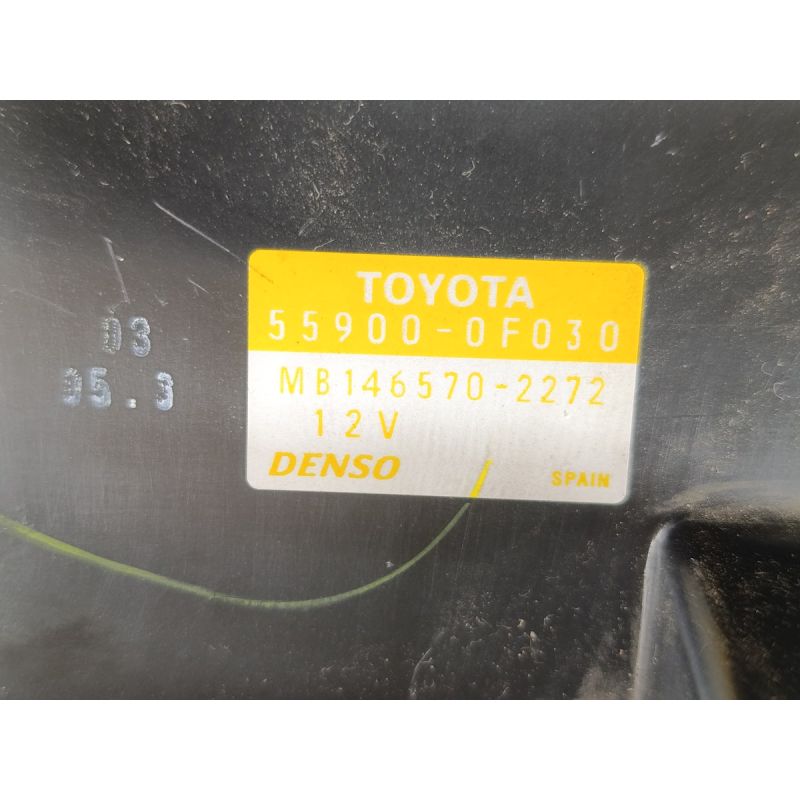 TOYOTA
55900-0F030
03
05.3
MB146570-2272
12V
DENSO
SPAIN